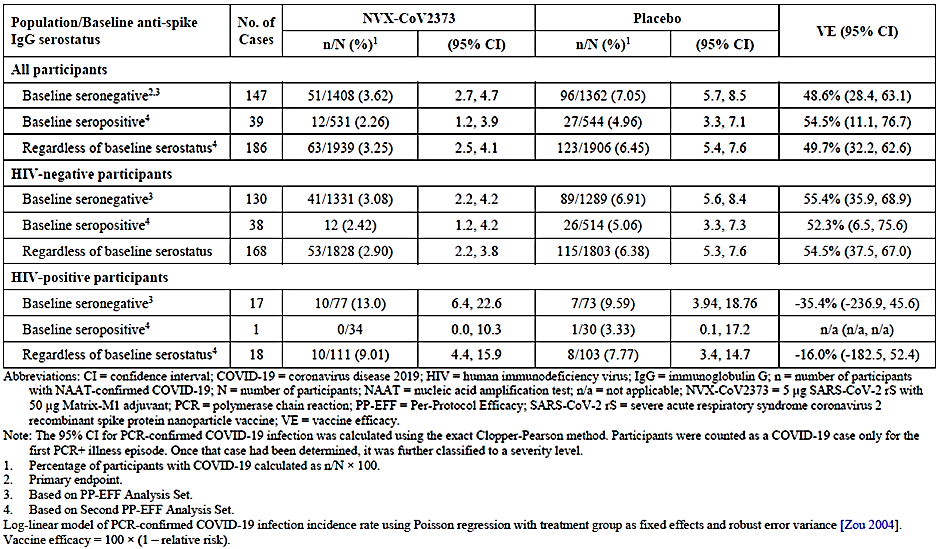 Population/Baseline anti-spike IgG serostatus No. of Cases NVX-CoV2373 Placebo VE (95% CI)
n/N (%)1 (95% CI) n/N (%)1 (95% CI)
All participants
Baseline seronegative2,3 147 51/1408 (3.62) 2.7, 4.7 96/1362 (7.05) 5.7, 8.5 48.6% (28.4, 63.1)
Baseline seropositive4 39 12/531 (2.26) 1.2, 3.9 27/544 (4.96) 3.3, 7.1 54.5% (11.1, 76.7)
Regardless of baseline serostatus4 186 63/1939 (3.25) 2.5, 4.1 123/1906 (6.45) 5.4, 7.6 49.7% (32.2, 62.6)
HIV-negative participants
Baseline seronegative3 130 41/1331 (3.08) 2.2, 4.2 89/1289 (6.91) 5.6, 8.4 55.4% (35.9, 68.9)
Baseline seropositive4 38 12 (2.42) 1.2, 4.2 26/514 (5.06) 3.3, 7.3 52.3% (6.5, 75.6)
Regardless of baseline serostatus 168 53/1828 (2.90) 2.2, 3.8 115/1803 (6.38) 5.3, 7.6 54.5% (37.5, 67.0)
HIV-positive participants
Baseline seronegative3 17 10/77 (13.0) 6.4, 22.6 7/73 (9.59) 3.94, 18.76 -35.4% (-236.9, 45.6)
Baseline seropositive4 1 0/34 0.0, 10.3 1/30 (3.33) 0.1, 17.2 n/a (n/a, n/a)
Regardless of baseline serostatus4 18 10/111 (9.01) 4.4, 15.9 8/103 (7.77) 3.4, 14.7 -16.0% (-182.5, 52.4)
Abbreviations: CI = confidence interval; COVID-19 = coronavirus disease 2019; HIV = human immunodeficiency virus; IgG = immunoglobulin G; n = number of participants
with NAAT-confirmed COVID-19; N = number of participants; NAAT = nucleic acid amplification test; n/a = not applicable; NVX-CoV2373 = 5 µg SARS-CoV-2 rS with
50 µg Matrix-M1 adjuvant; PCR = polymerase chain reaction; PP-EFF = Per-Protocol Efficacy; SARS-CoV-2 rS = severe acute respiratory syndrome coronavirus 2
recombinant spike protein nanoparticle vaccine; VE = vaccine efficacy.
Note: The 95% CI for PCR-confirmed COVID-19 infection was calculated using the exact Clopper-Pearson method. Participants were counted as a COVID-19 case only for the
first PCR+ illness episode. Once that case had been determined, it was further classified to a severity level.
1. Percentage of participants with COVID-19 calculated as n/N × 100.
2. Primary endpoint.
3. Based on PP-EFF Analysis Set.
4. Based on Second PP-EFF Analysis Set.
Log-linear model of PCR-confirmed COVID-19 infection incidence rate using Poisson regression with treatment group as fixed effects and robust error variance [Zou 2004].
Vaccine efficacy = 100 × (1 – relative risk).